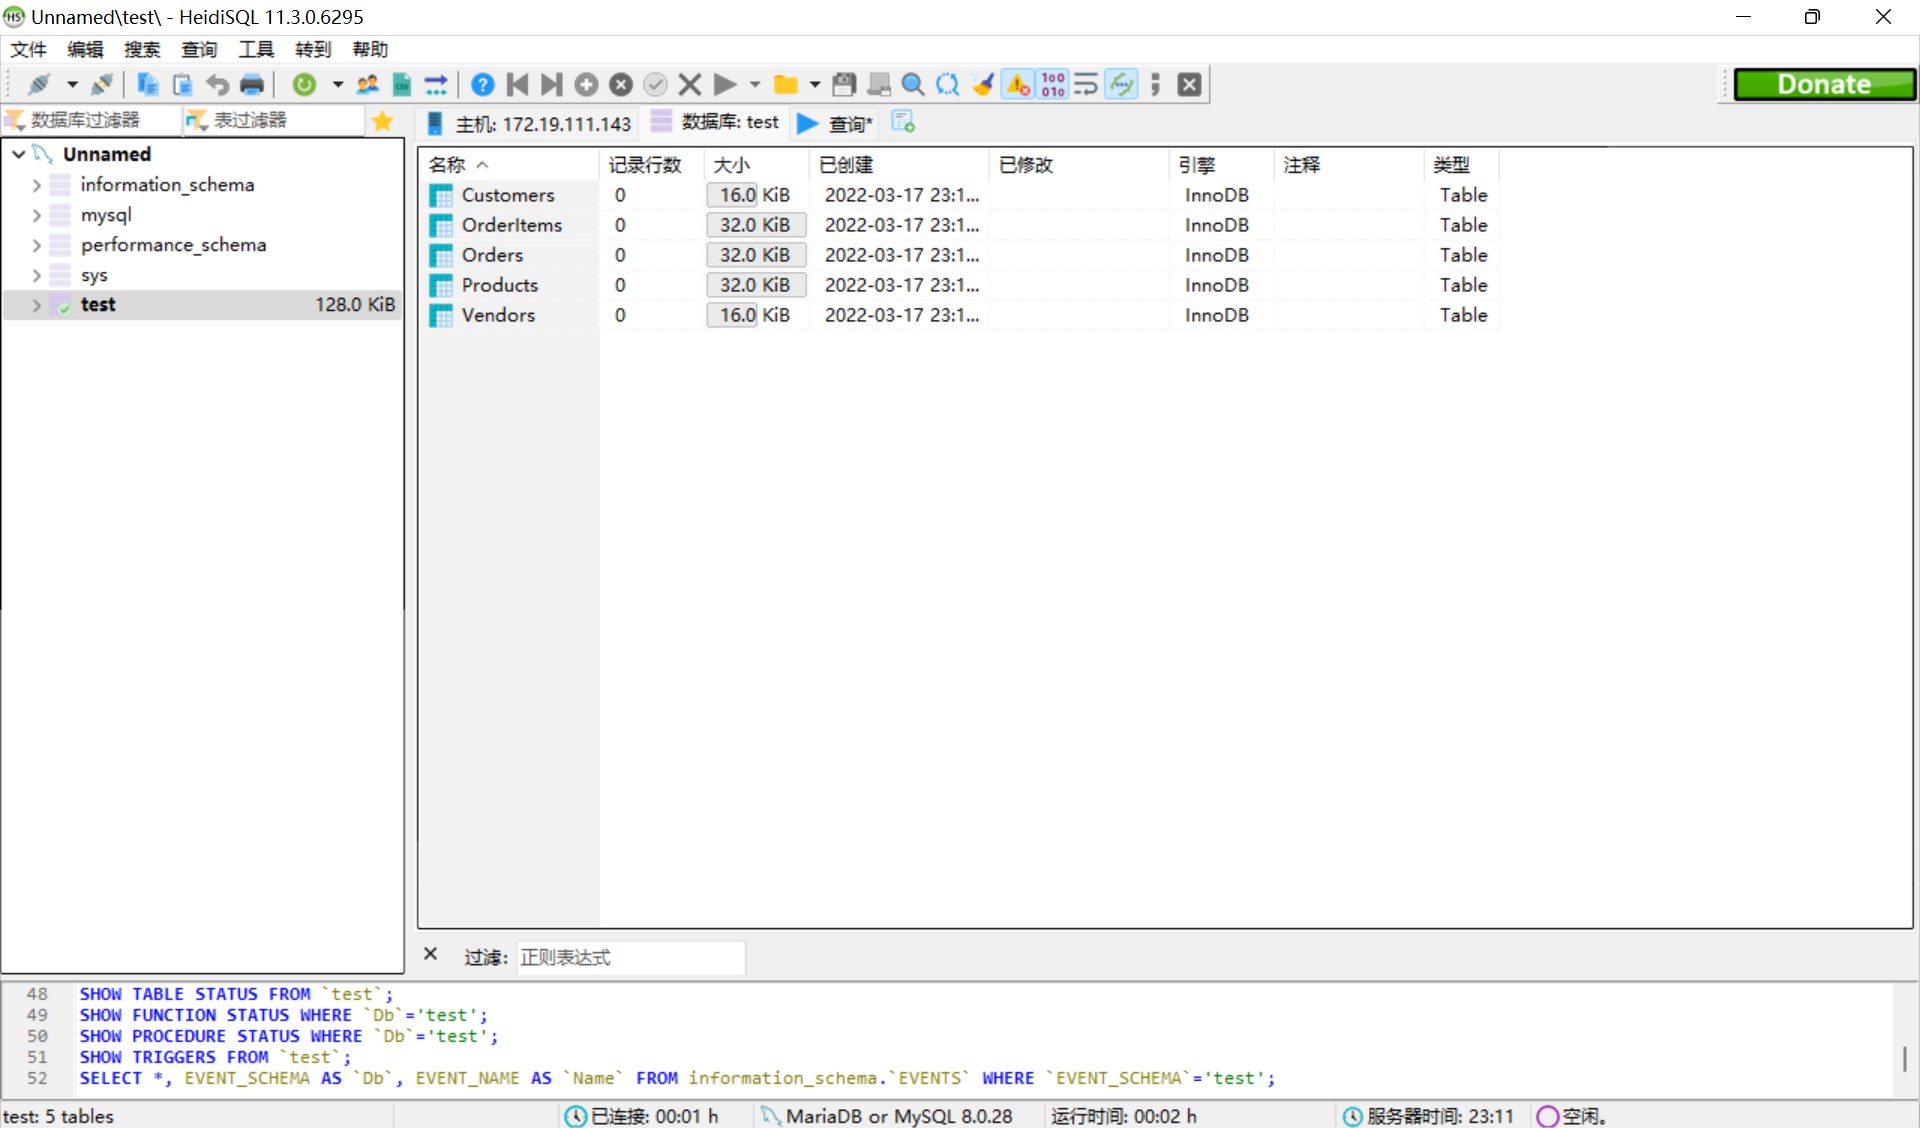 Unnamed\test\ - HeidiSQL 11.3.0.6295
文件 编辑 搜索 查询 工具 转到 帮助
Donate
数据库过滤器 表过滤器 主机: 172.19.111.143 数据库: test 查询*
Unnamed
information_schema
mysql
performance_schema
sys
test 128.0 KiB
名称 记录行数 大小 已创建 已修改 引擎 注释 类型
Customers 0 16.0 KiB 2022-03-17 23:1... InnoDB Table
OrderItems 0 32.0 KiB 2022-03-17 23:1... InnoDB Table
Orders 0 32.0 KiB 2022-03-17 23:1... InnoDB Table
Products 0 32.0 KiB 2022-03-17 23:1... InnoDB Table
Vendors 0 16.0 KiB 2022-03-17 23:1... InnoDB Table
过滤: 正则表达式
48 SHOW TABLE STATUS FROM `test`;
49 SHOW FUNCTION STATUS WHERE `Db`='test';
50 SHOW PROCEDURE STATUS WHERE `Db`='test';
51 SHOW TRIGGERS FROM `test`;
52 SELECT *, EVENT_SCHEMA AS `Db`, EVENT_NAME AS `Name` FROM information_schema.`EVENTS` WHERE `EVENT_SCHEMA`='test';
test: 5 tables 已连接: 00:01 h MariaDB or MySQL 8.0.28 运行时间: 00:02 h 服务器时间: 23:11 空闲。